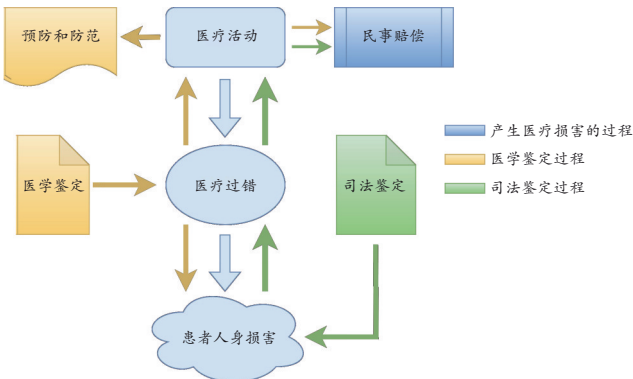 预防和防范
医疗活动
民事赔偿
产生医疗损害的过程
医学鉴定过程
司法鉴定过程
医学鉴定
医疗过错
司法鉴定
患者人身损害